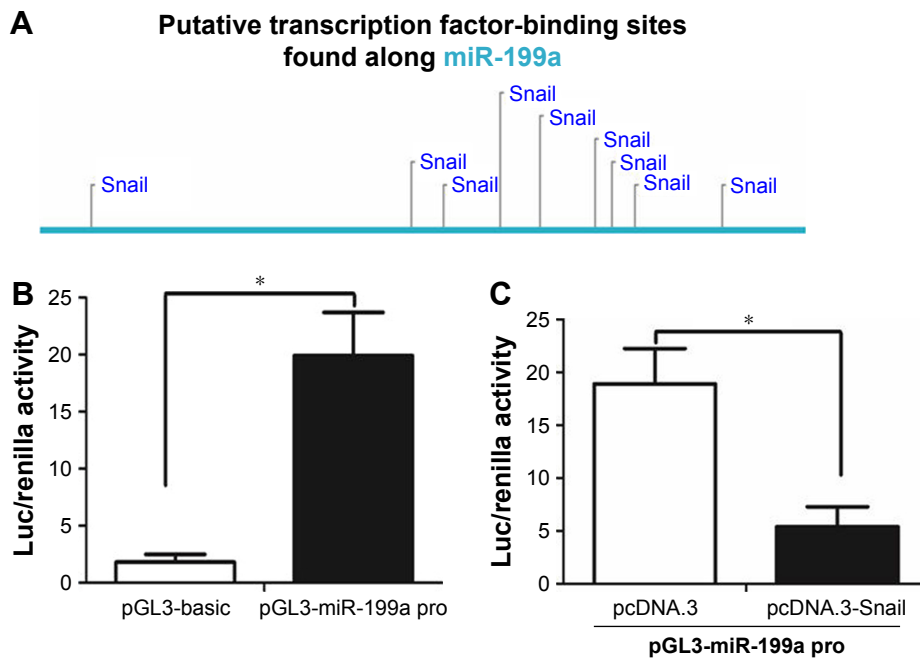 A
Putative transcription factor-binding sites
found along miR-199a
Snail
Snail
Snail
Snail
Snail
Snail
Snail
Snail
Snail
B
*
Luc/renilla activity
25
20
15
10
5
0
pGL3-basic
pGL3-miR-199a pro
C
*
Luc/renilla activity
25
20
15
10
5
0
pcDNA.3
pcDNA.3-Snail
pGL3-miR-199a pro